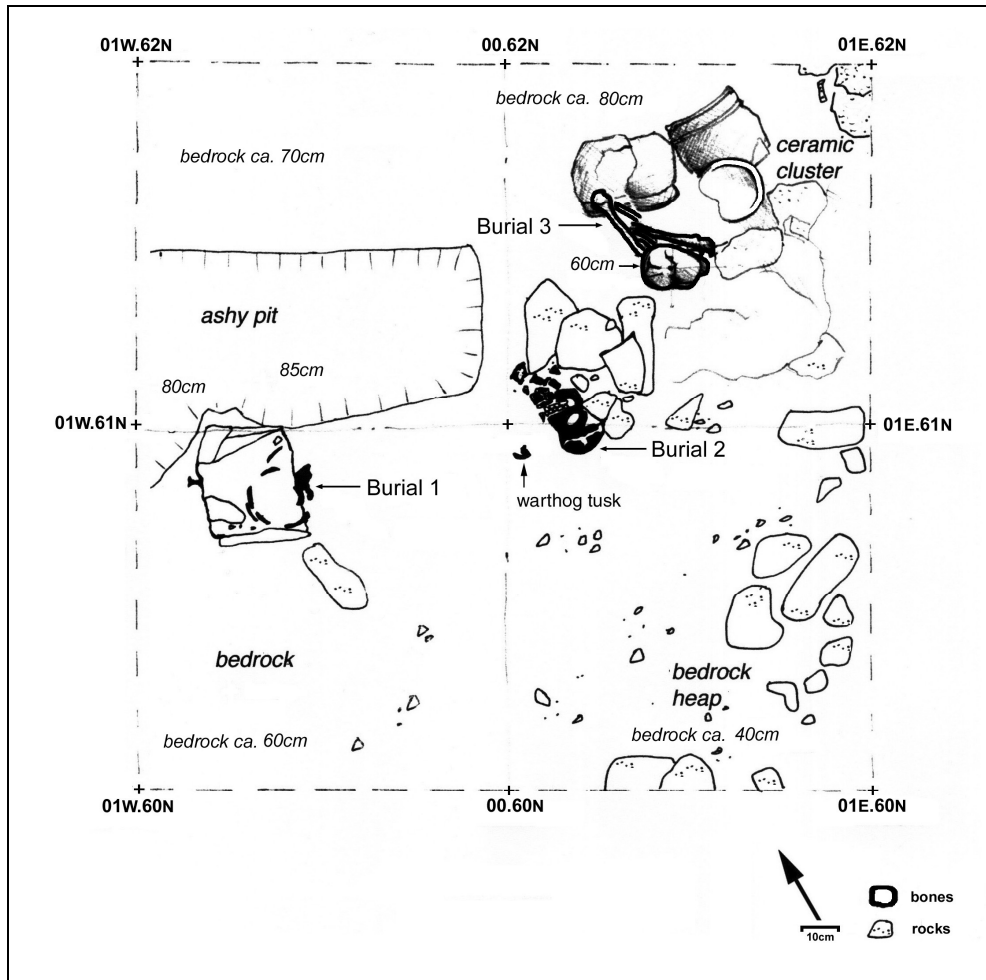 01W.62N
00.62N
01E.62N
bedrock ca. 80cm
bedrock ca. 70cm
ceramic
cluster
Burial 3
60cm
ashy pit
85cm
80cm
01W.61N
01E.61N
Burial 2
Burial 1
warthog tusk
bedrock
bedrock
heap
bedrock ca. 60cm
bedrock ca. 40cm
01W.60N
00.60N
01E.60N
bones
rocks
10cm